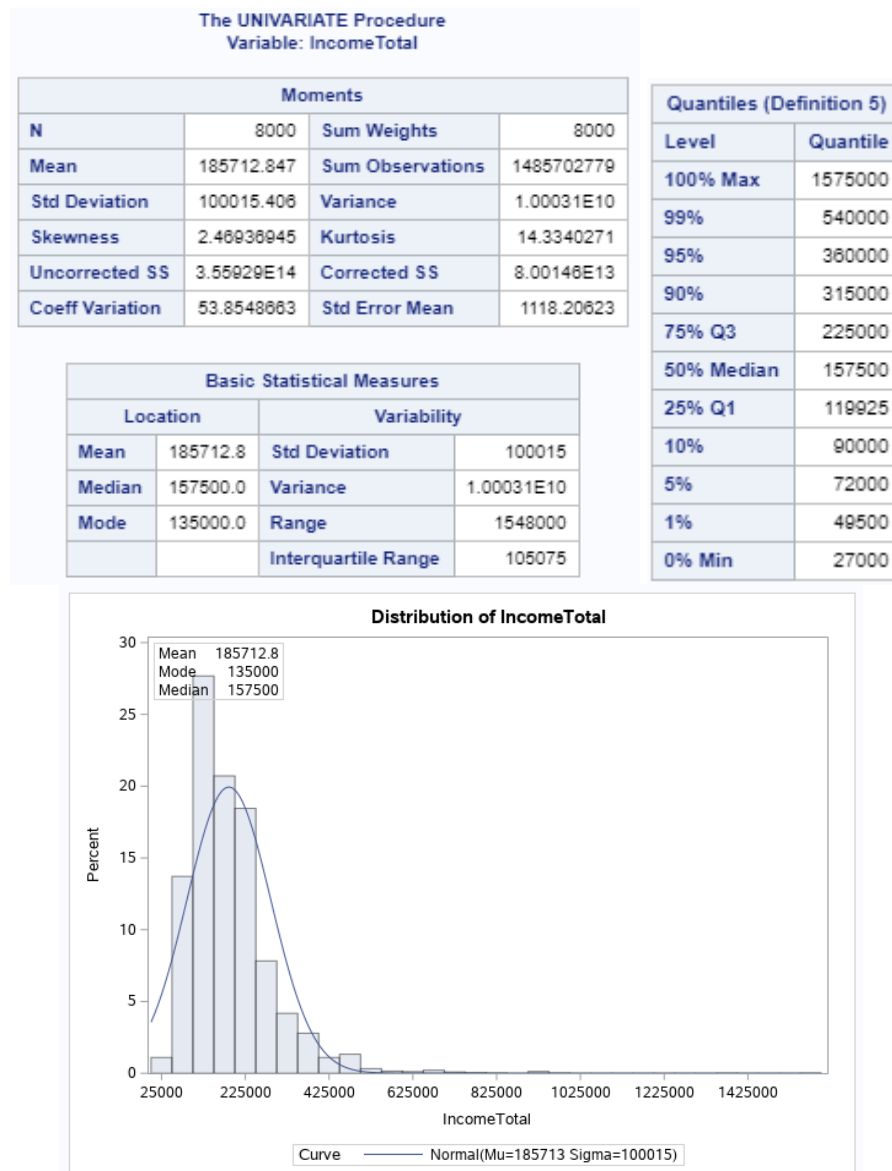 The UNIVARIATE Procedure
Variable: IncomeTotal
Moments
N 8000 Sum Weights 8000
Mean 185712.847 Sum Observations 1485702779
Std Deviation 100015.406 Variance 1.00031E10
Skewness 2.46936945 Kurtosis 14.3340271
Uncorrected SS 3.55929E14 Corrected SS 8.00146E13
Coeff Variation 53.8548663 Std Error Mean 1118.20623
Quantiles (Definition 5)
Level Quantile
100% Max 1575000
99% 540000
95% 360000
90% 315000
75% Q3 225000
50% Median 157500
25% Q1 119925
10% 90000
5% 72000
1% 49500
0% Min 27000
Basic Statistical Measures
Location Variability
Mean 185712.8 Std Deviation 100015
Median 157500.0 Variance 1.00031E10
Mode 135000.0 Range 1548000
Interquartile Range 105075
Distribution of IncomeTotal
Mean 185712.8
Mode 135000
Median 157500
30
25
20
15
10
5
0
Percent
25000 225000 425000 625000 825000 1025000 1225000 1425000
IncomeTotal
Curve Normal(Mu=185713 Sigma=100015)